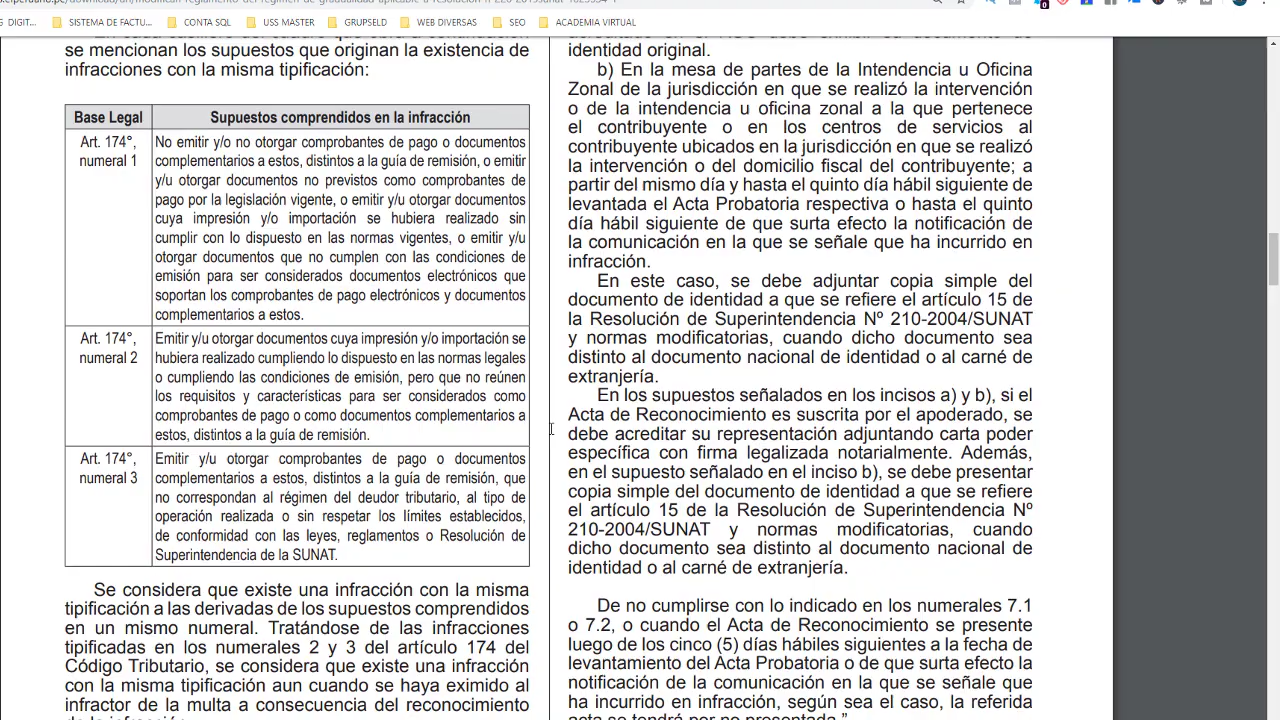 G DIGIT...
SISTEMA DE FACTU...
CONTA SQL
USS MASTER
GRUPSELD
WEB DIVERSAS
SEO
ACADEMIA VIRTUAL
se mencionan los supuestos que originan la existencia de
infracciones con la misma tipificación:
Base Legal
Supuestos comprendidos en la infracción
Art. 174°,
numeral 1
No emitir y/o no otorgar comprobantes de pago o documentos
complementarios a estos, distintos a la guía de remisión, o emitir
y/u otorgar documentos no previstos como comprobantes de
pago por la legislación vigente, o emitir y/u otorgar documentos
cuya impresión y/o importación se hubiera realizado sin
cumplir con lo dispuesto en las normas vigentes, o emitir y/u
otorgar documentos que no cumplen con las condiciones de
emisión para ser considerados documentos electrónicos que
soportan los comprobantes de pago electrónicos y documentos
complementarios a estos.
Art. 174°,
numeral 2
Emitir y/u otorgar documentos cuya impresión y/o importación se
hubiera realizado cumpliendo lo dispuesto en las normas legales
o cumpliendo las condiciones de emisión, pero que no reúnen
los requisitos y características para ser considerados como
comprobantes de pago o como documentos complementarios a
estos, distintos a la guía de remisión.
Art. 174°,
numeral 3
Emitir y/u otorgar comprobantes de pago o documentos
complementarios a estos, distintos a la guía de remisión, que
no correspondan al régimen del deudor tributario, al tipo de
operación realizada o sin respetar los límites establecidos,
de conformidad con las leyes, reglamentos o Resolución de
Superintendencia de la SUNAT.
Se considera que existe una infracción con la misma
tipificación a las derivadas de los supuestos comprendidos
en un mismo numeral. Tratándose de las infracciones
tipificadas en los numerales 2 y 3 del artículo 174 del
Código Tributario, se considera que existe una infracción
con la misma tipificación aun cuando se haya eximido al
infractor de la multa a consecuencia del reconocimiento
de la infracción
identidad original.
b) En la mesa de partes de la Intendencia u Oficina
Zonal de la jurisdicción en que se realizó la intervención
o de la intendencia u oficina zonal a la que pertenece
el contribuyente o en los centros de servicios al
contribuyente ubicados en la jurisdicción en que se realizó
la intervención o del domicilio fiscal del contribuyente; a
partir del mismo día y hasta el quinto día hábil siguiente de
levantada el Acta Probatoria respectiva o hasta el quinto
día hábil siguiente de que surta efecto la notificación de
la comunicación en la que se señale que ha incurrido en
infracción.
En este caso, se debe adjuntar copia simple del
documento de identidad a que se refiere el artículo 15 de
la Resolución de Superintendencia Nº 210-2004/SUNAT
y normas modificatorias, cuando dicho documento sea
distinto al documento nacional de identidad o al carné de
extranjería.
En los supuestos señalados en los incisos a) y b), si el
Acta de Reconocimiento es suscrita por el apoderado, se
debe acreditar su representación adjuntando carta poder
específica con firma legalizada notarialmente. Además,
en el supuesto señalado en el inciso b), se debe presentar
copia simple del documento de identidad a que se refiere
el artículo 15 de la Resolución de Superintendencia Nº
210-2004/SUNAT y normas modificatorias, cuando
dicho documento sea distinto al documento nacional de
identidad o al carné de extranjería.
De no cumplirse con lo indicado en los numerales 7.1
o 7.2, o cuando el Acta de Reconocimiento se presente
luego de los cinco (5) días hábiles siguientes a la fecha de
levantamiento del Acta Probatoria o de que surta efecto la
notificación de la comunicación en la que se señale que
ha incurrido en infracción, según sea el caso, la referida
acta se tendrá por no presentada."